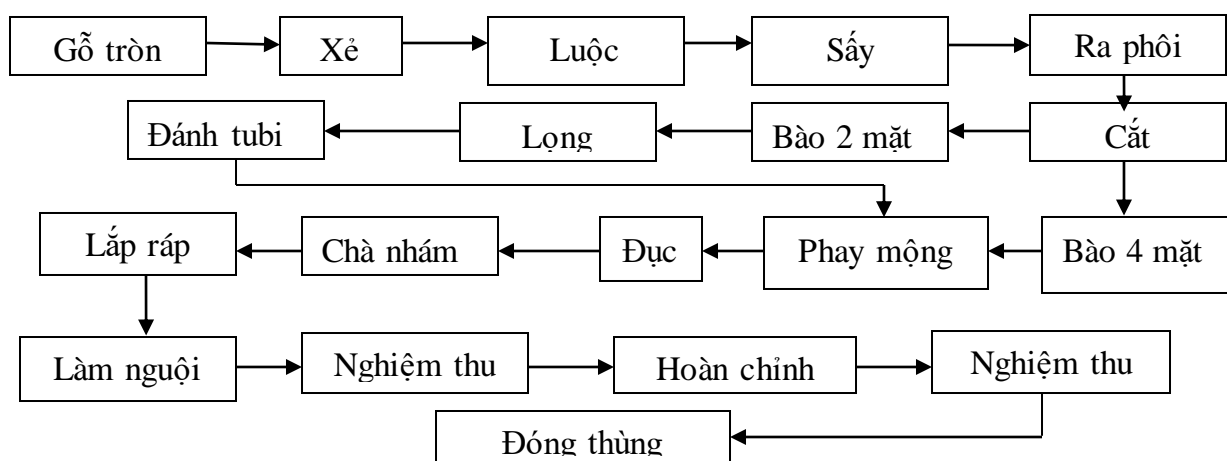 Gỗ tròn
Xẻ
Luộc
Sấy
Ra phôi
Đánh tubi
Lọng
Bào 2 mặt
Cắt
Lắp ráp
Chà nhám
Đục
Phay mộng
Bào 4 mặt
Làm nguội
Nghiệm thu
Hoàn chỉnh
Nghiệm thu
Đóng thùng